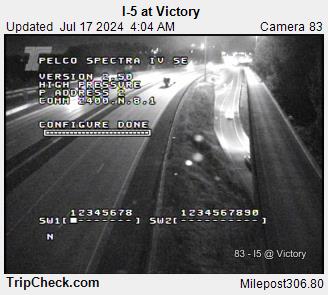 I-5 at Victory
Updated Jul 17 2024 4:04 AM Camera 83
PELCO SPECTRA IV SE
VERSION 2.50
HIGH PRESSURE
P ADDRESS 2
COMM 2400.N.8.1
CONFIGURE DONE
12345678 1234567890
SW1[■-------] SW2[----------]
N
83 - I5 @ Victory
TripCheck.com Milepost306.80